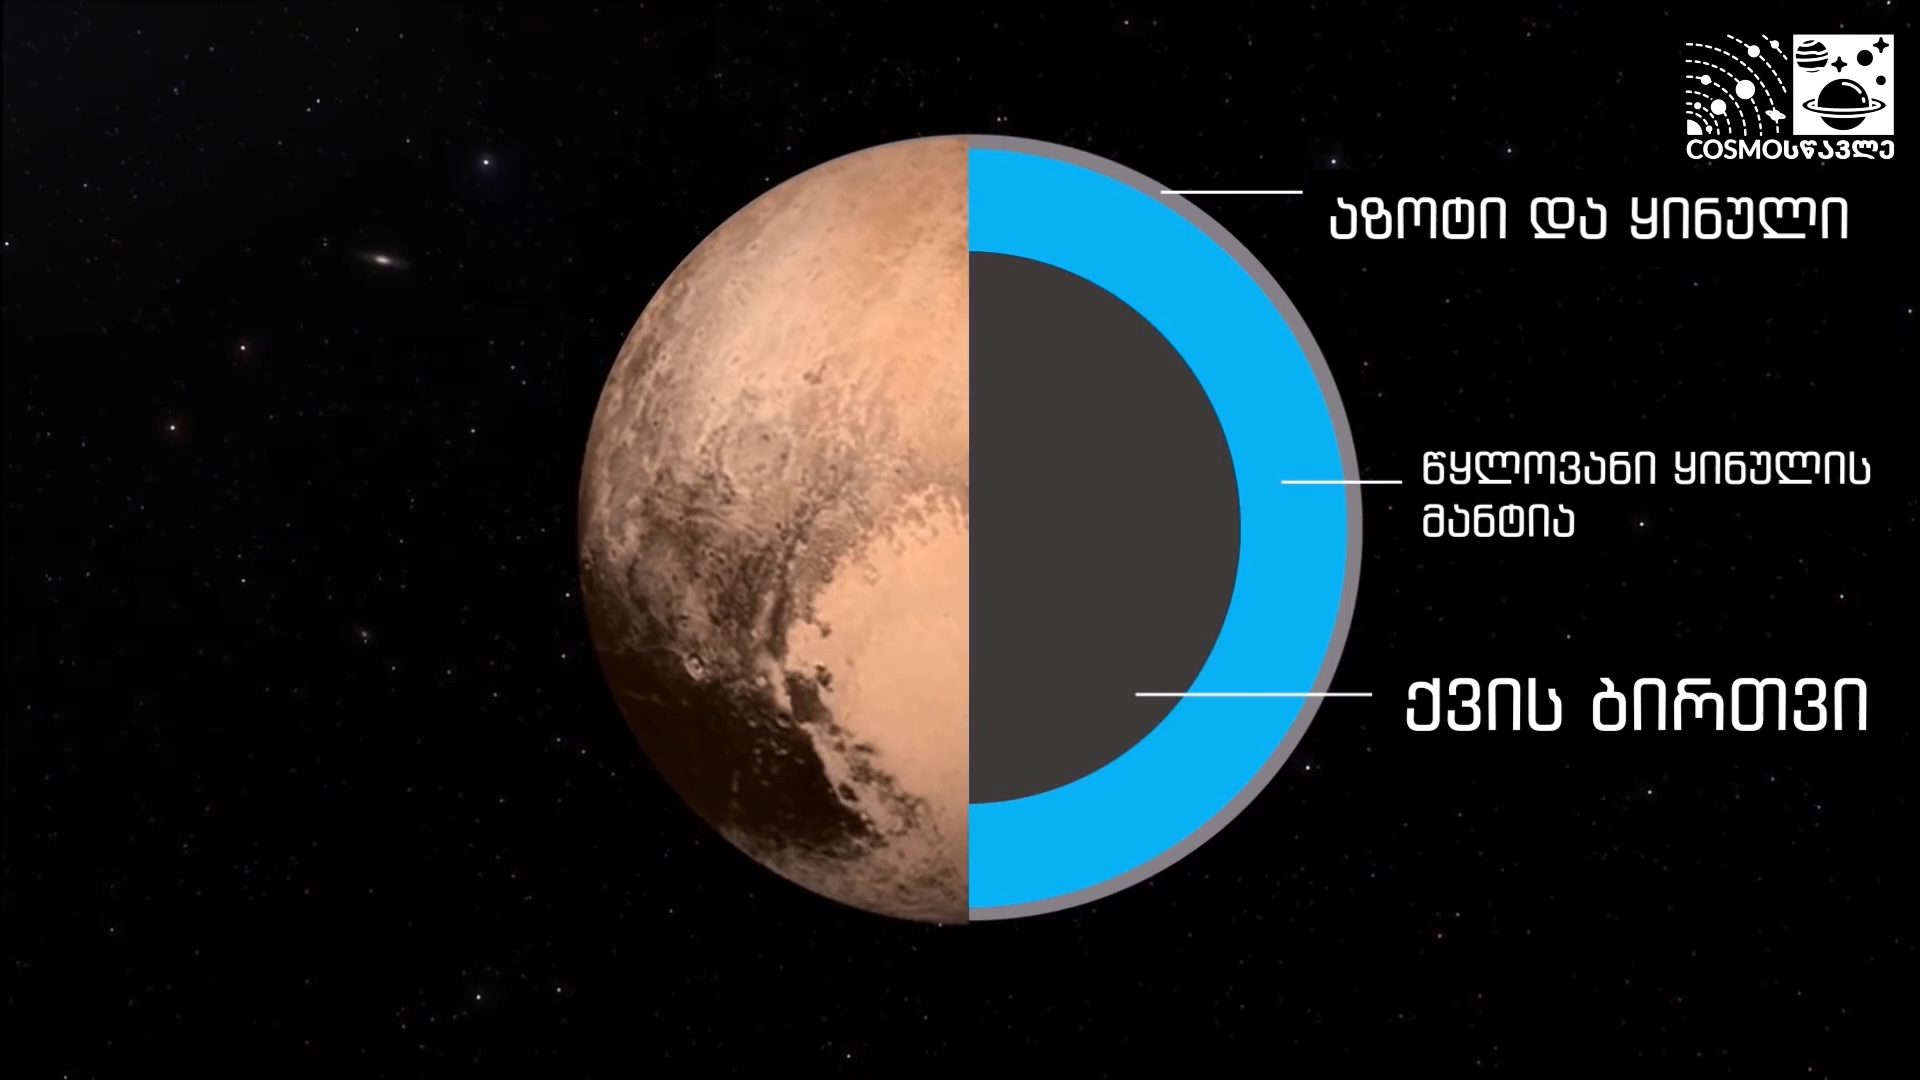 COSMOსწავლე
აზოტი და ყინული
წყლოვანი ყინულის
მანტია
ქვის ბირთვი